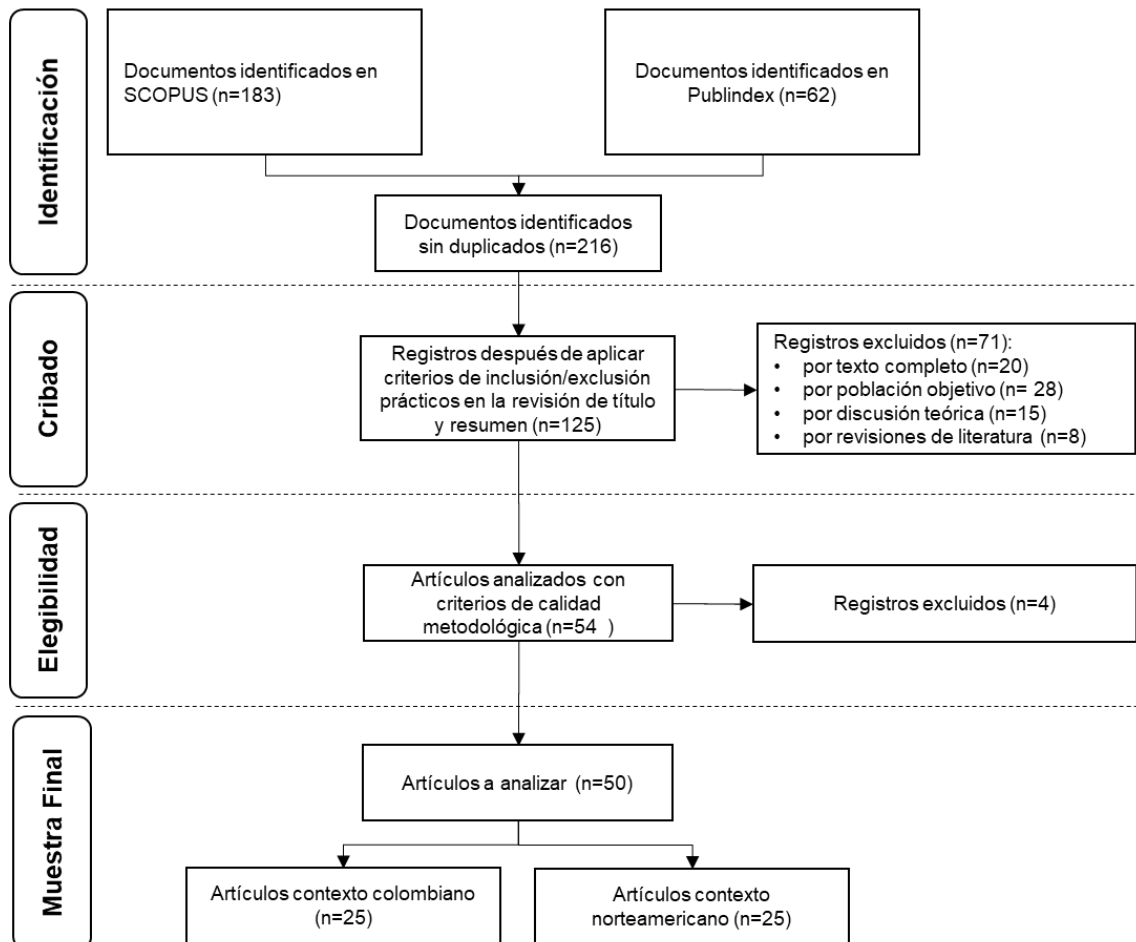 Identificación
Documentos identificados en
SCOPUS (n=183)
Documentos identificados en
Publindex (n=62)
Documentos identificados
sin duplicados (n=216)
Cribado
Registros después de aplicar
criterios de inclusión/exclusión
prácticos en la revisión de título
y resumen (n=125)
Registros excluidos (n=71):
• por texto completo (n=20)
• por población objetivo (n= 28)
• por discusión teórica (n=15)
• por revisiones de literatura (n=8)
Elegibilidad
Artículos analizados con
criterios de calidad
metodológica (n=54 )
Registros excluidos (n=4)
Muestra Final
Artículos a analizar (n=50)
Artículos contexto colombiano
(n=25)
Artículos contexto
norteamericano (n=25)